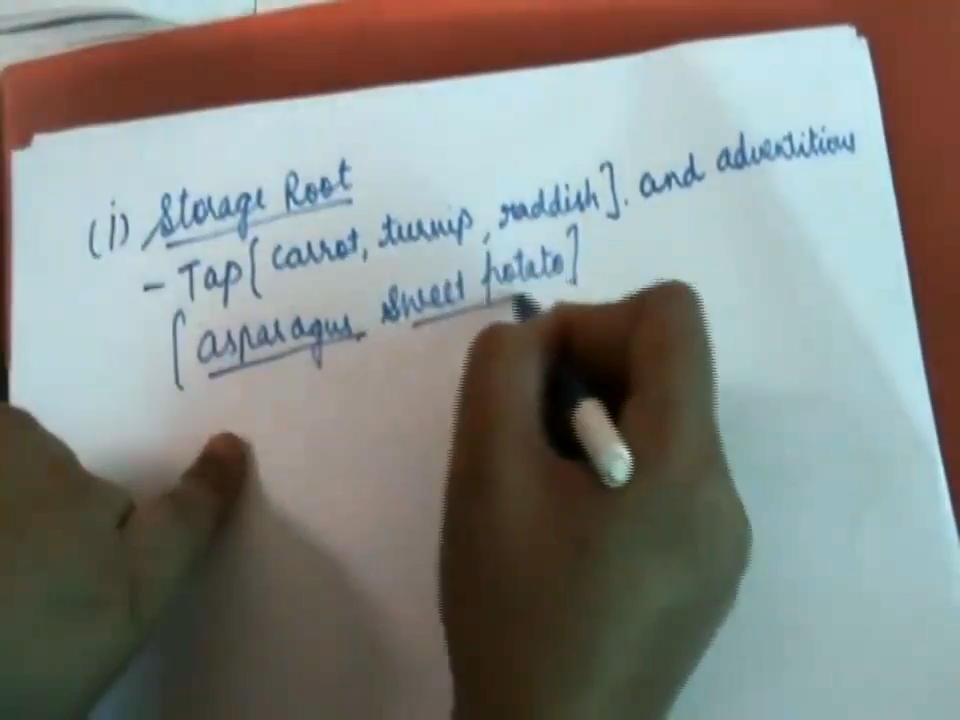 (i) Storage Root
- Tap [carrot, turnip, raddish]. and adventitious
[asparagus sweet potato]